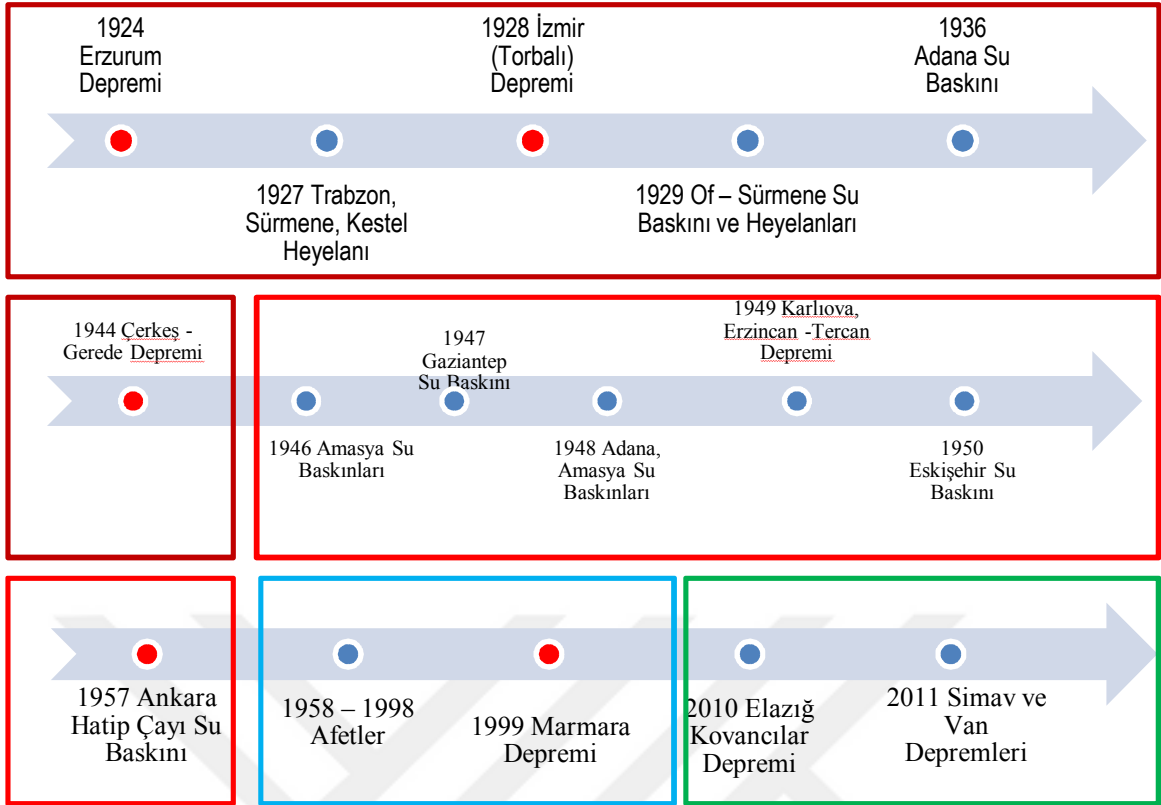 1924
Erzurum
Depremi
1928 İzmir
(Torbalı)
Depremi
1936
Adana Su
Baskını
1927 Trabzon,
Sürmene, Kestel
Heyelanı
1929 Of – Sürmene Su
Baskını ve Heyelanları
1944 Çerkeş -
Gerede Depremi
1947
Gaziantep
Su Baskını
1949 Karlıova,
Erzincan -Tercan
Depremi
1946 Amasya Su
Baskınları
1948 Adana,
Amasya Su
Baskınları
1950
Eskişehir Su
Baskını
1957 Ankara
Hatip Çayı Su
Baskını
1958 – 1998
Afetler
1999 Marmara
Depremi
2010 Elazığ
Kovancılar
Depremi
2011 Simav ve
Van
Depremleri